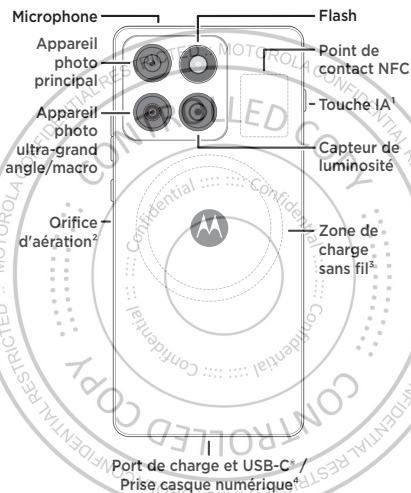 Microphone
Flash
Appareil
photo
principal
Point de
contact NFC
Touche IA¹
Appareil
photo
ultra-grand
angle/macro
Capteur de
luminosité
Orifice
d'aération²
Zone de
charge
sans fil³
Port de charge et USB-C® /
Prise casque numérique⁴
CONTROLLED COPY
CONTROLLED COPY
Confidential :::: ::::: Confidential
Confidential :::: ::::: Confidential